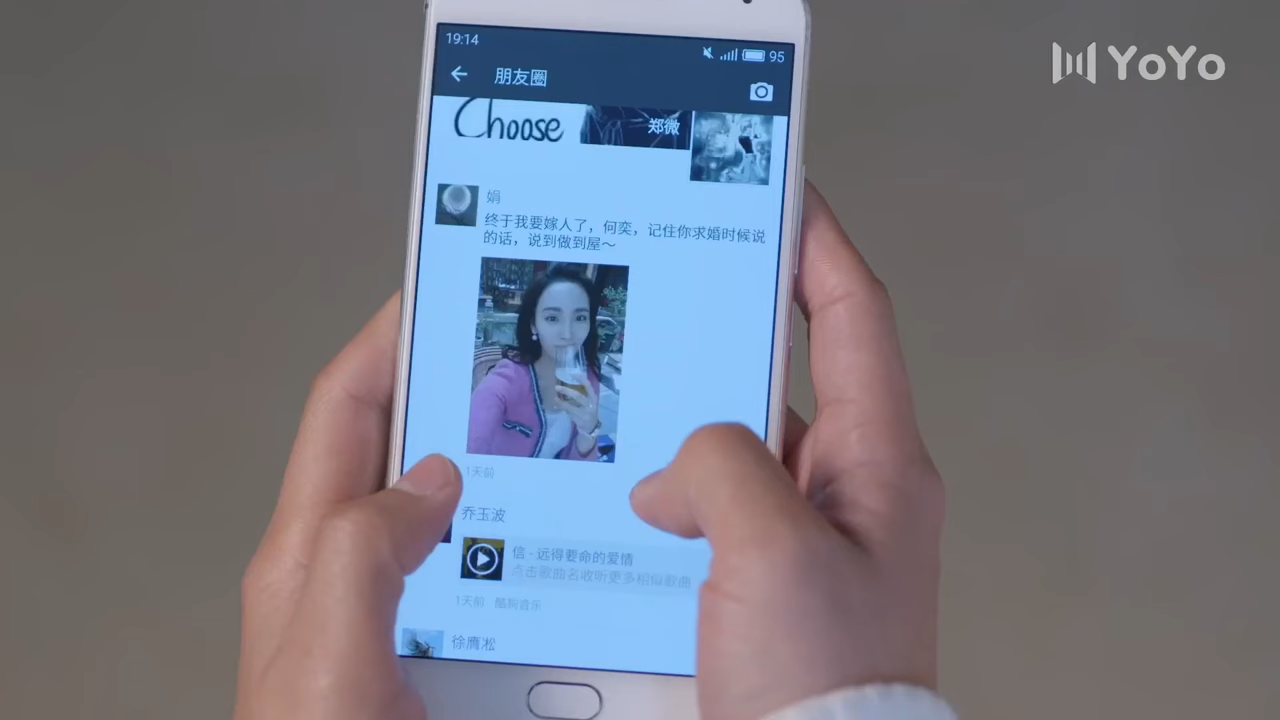 YoYo
19:14
95
朋友圈
Choose
郑微
娟
终于我要嫁人了，何奕，记住你求婚时候说
的话，说到做到屋～
1天前
乔玉波
信 - 远得要命的爱情
点击歌曲名收听更多相似歌曲
1天前 酷狗音乐
徐鹰凇